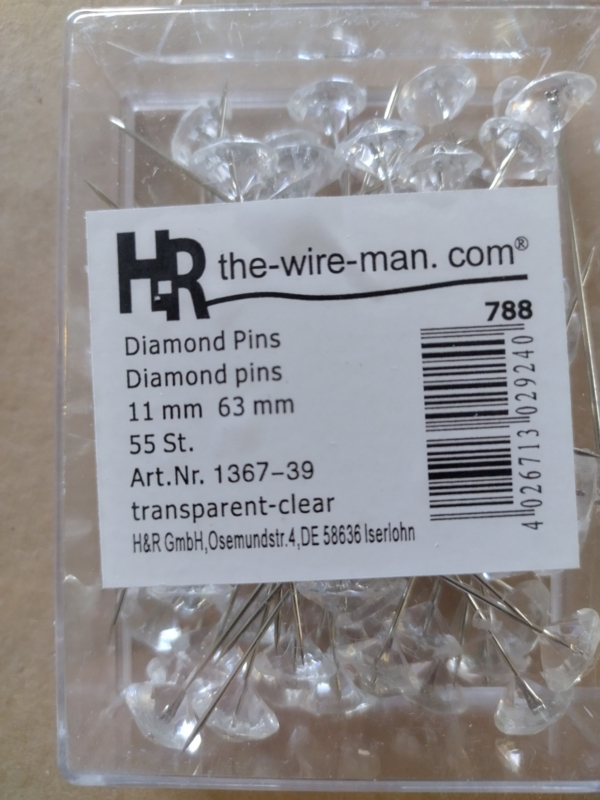 H&R the-wire-man. com®
788
Diamond Pins
Diamond pins
11 mm 63 mm
55 St.
Art.Nr. 1367-39
transparent-clear
H&R GmbH,Osemundstr.4,DE 58636 Iserlohn
4 026713 029240